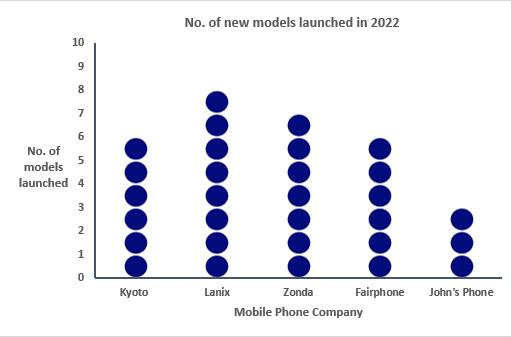 No. of new models launched in 2022
10
9
8
7
6
5
4
3
2
1
0
No. of
models
launched
Kyoto Lanix Zonda Fairphone John's Phone
Mobile Phone Company